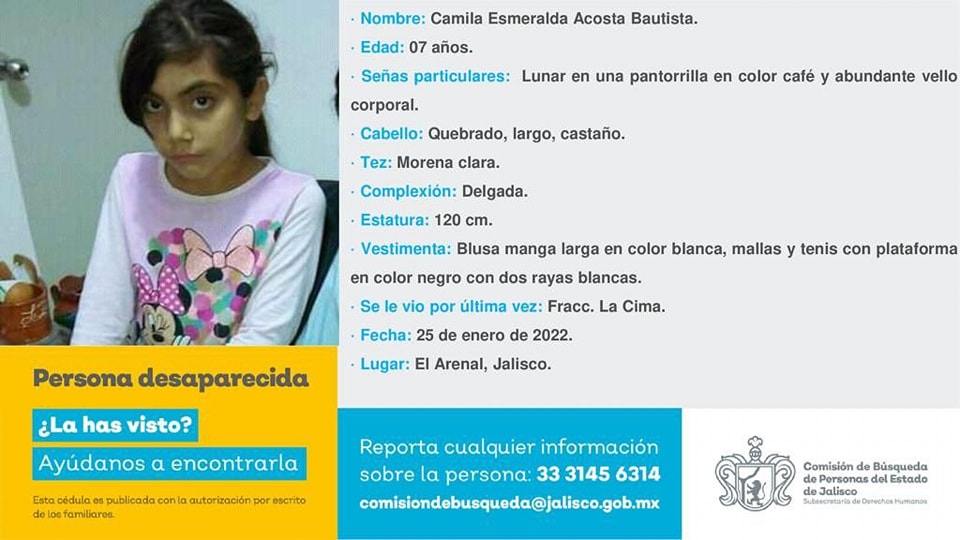 · Nombre: Camila Esmeralda Acosta Bautista.
· Edad: 07 años.
· Señas particulares: Lunar en una pantorrilla en color café y abundante vello
corporal.
· Cabello: Quebrado, largo, castaño.
· Tez: Morena clara.
· Complexión: Delgada.
· Estatura: 120 cm.
· Vestimenta: Blusa manga larga en color blanca, mallas y tenis con plataforma
en color negro con dos rayas blancas.
· Se le vio por última vez: Fracc. La Cima.
· Fecha: 25 de enero de 2022.
· Lugar: El Arenal, Jalisco.
Persona desaparecida
¿La has visto?
Ayúdanos a encontrarla
Esta cédula es publicada con la autorización por escrito
de los familiares.
Reporta cualquier información
sobre la persona: 33 3145 6314
comisiondebusqueda@jalisco.gob.mx
Comisión de Búsqueda
de Personas del Estado
de Jalisco
Subsecretaría de Derechos Humanos